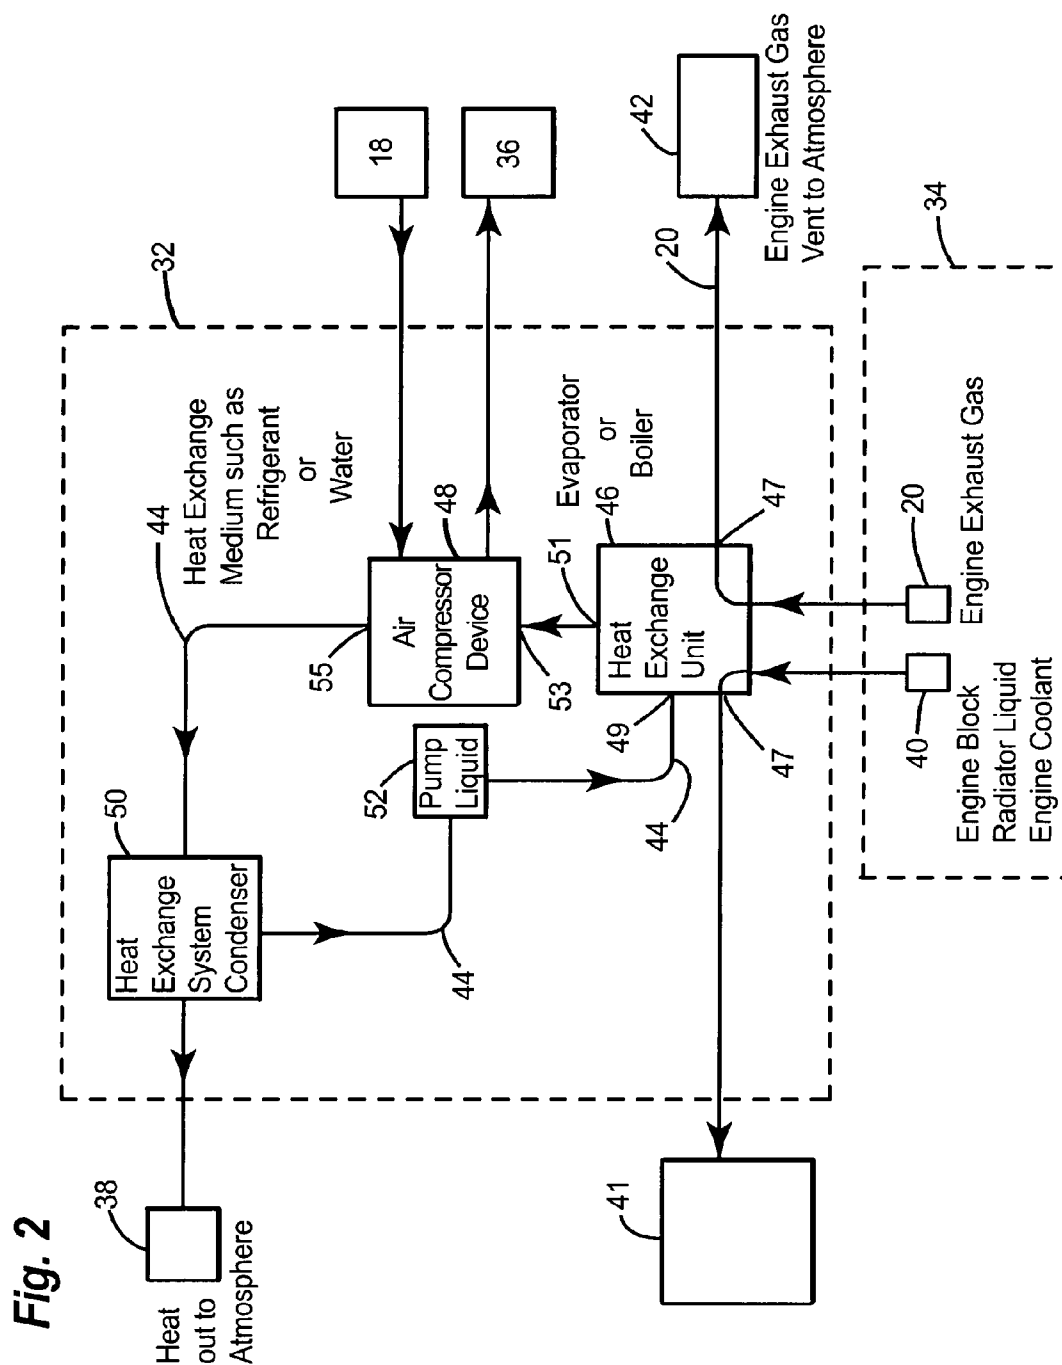 Fig. 2
38
Heat
out to
Atmosphere
50
Heat
Exchange
System
Condenser
44
Heat Exchange
Medium such as
Refrigerant
or
Water
32
18
36
55
Air
Compressor
Device
48
53
52
Pump
Liquid
44
44
49
51
Evaporator
or
Boiler
46
Heat
Exchange
Unit
47
47
20
42
Engine Exhaust Gas
Vent to Atmosphere
41
34
40
Engine Block
Radiator Liquid
Engine Coolant
20
Engine Exhaust Gas